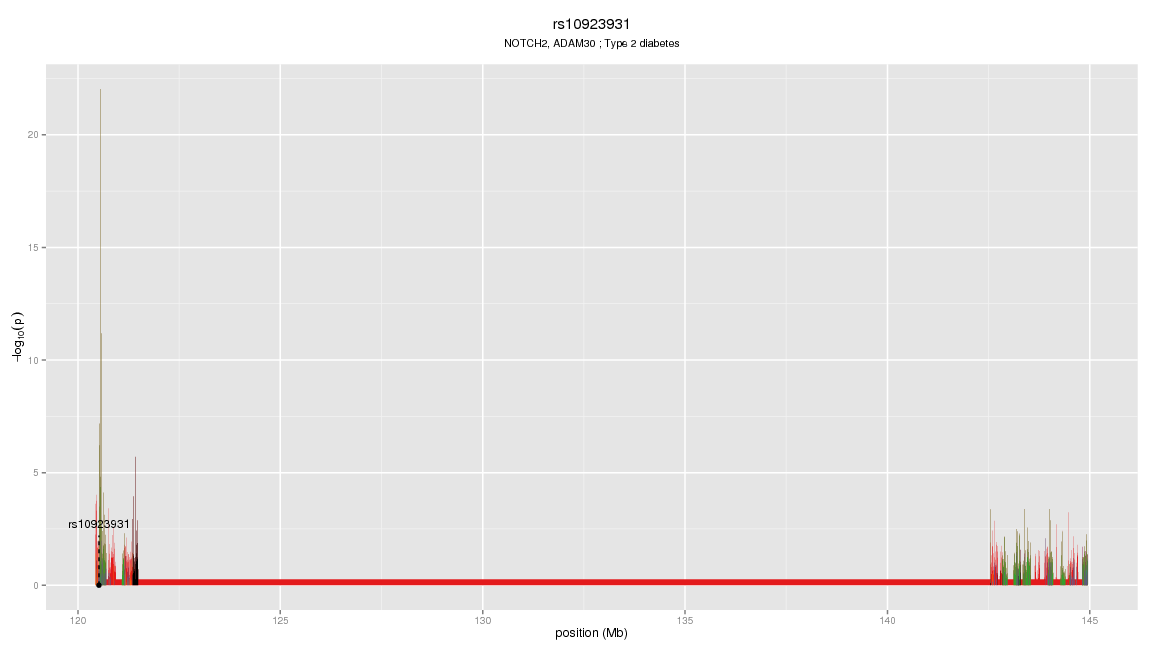 rs10923931
NOTCH2, ADAM30 ; Type 2 diabetes
20
15
10
5
0
−log10(p)
rs10923931
120
125
130
135
140
145
position (Mb)